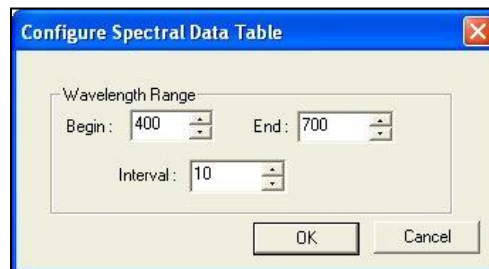 Configure Spectral Data Table
Wavelength Range
Begin : 400 End : 700
Interval : 10
OK Cancel